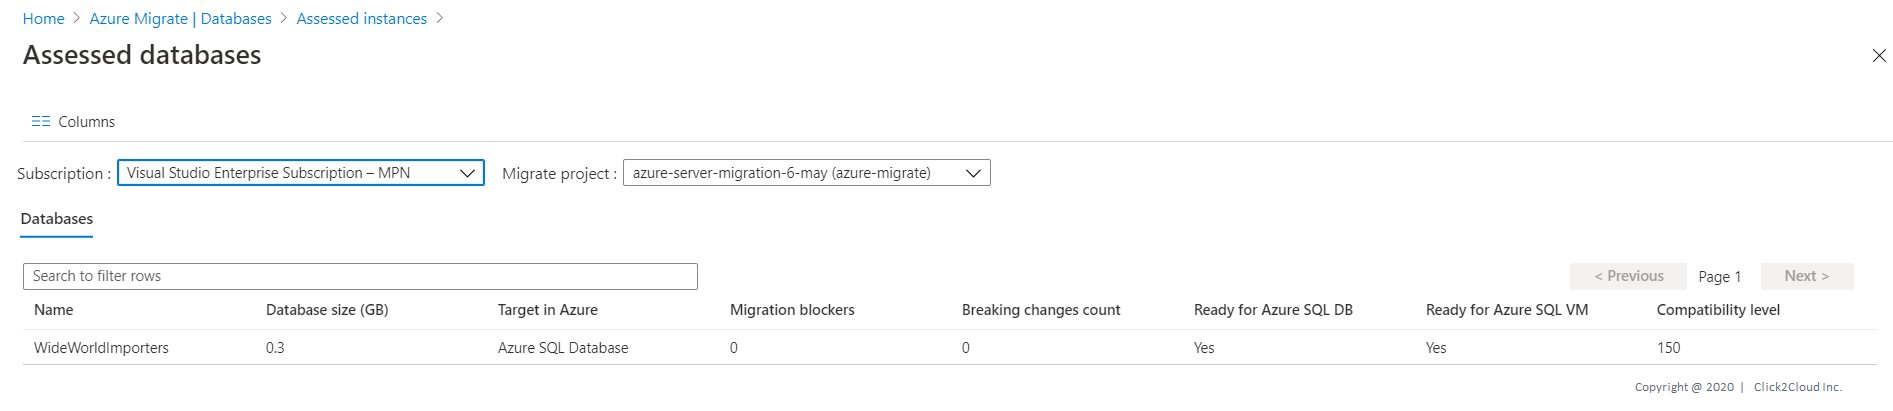 Home > Azure Migrate | Databases > Assessed instances >
Assessed databases
Columns
Subscription : Visual Studio Enterprise Subscription – MPN Migrate project : azure-server-migration-6-may (azure-migrate)
Databases
Search to filter rows < Previous Page 1 Next >
Name Database size (GB) Target in Azure Migration blockers Breaking changes count Ready for Azure SQL DB Ready for Azure SQL VM Compatibility level
WideWorldImporters 0.3 Azure SQL Database 0 0 Yes Yes 150
Copyright @ 2020 | Click2Cloud Inc.